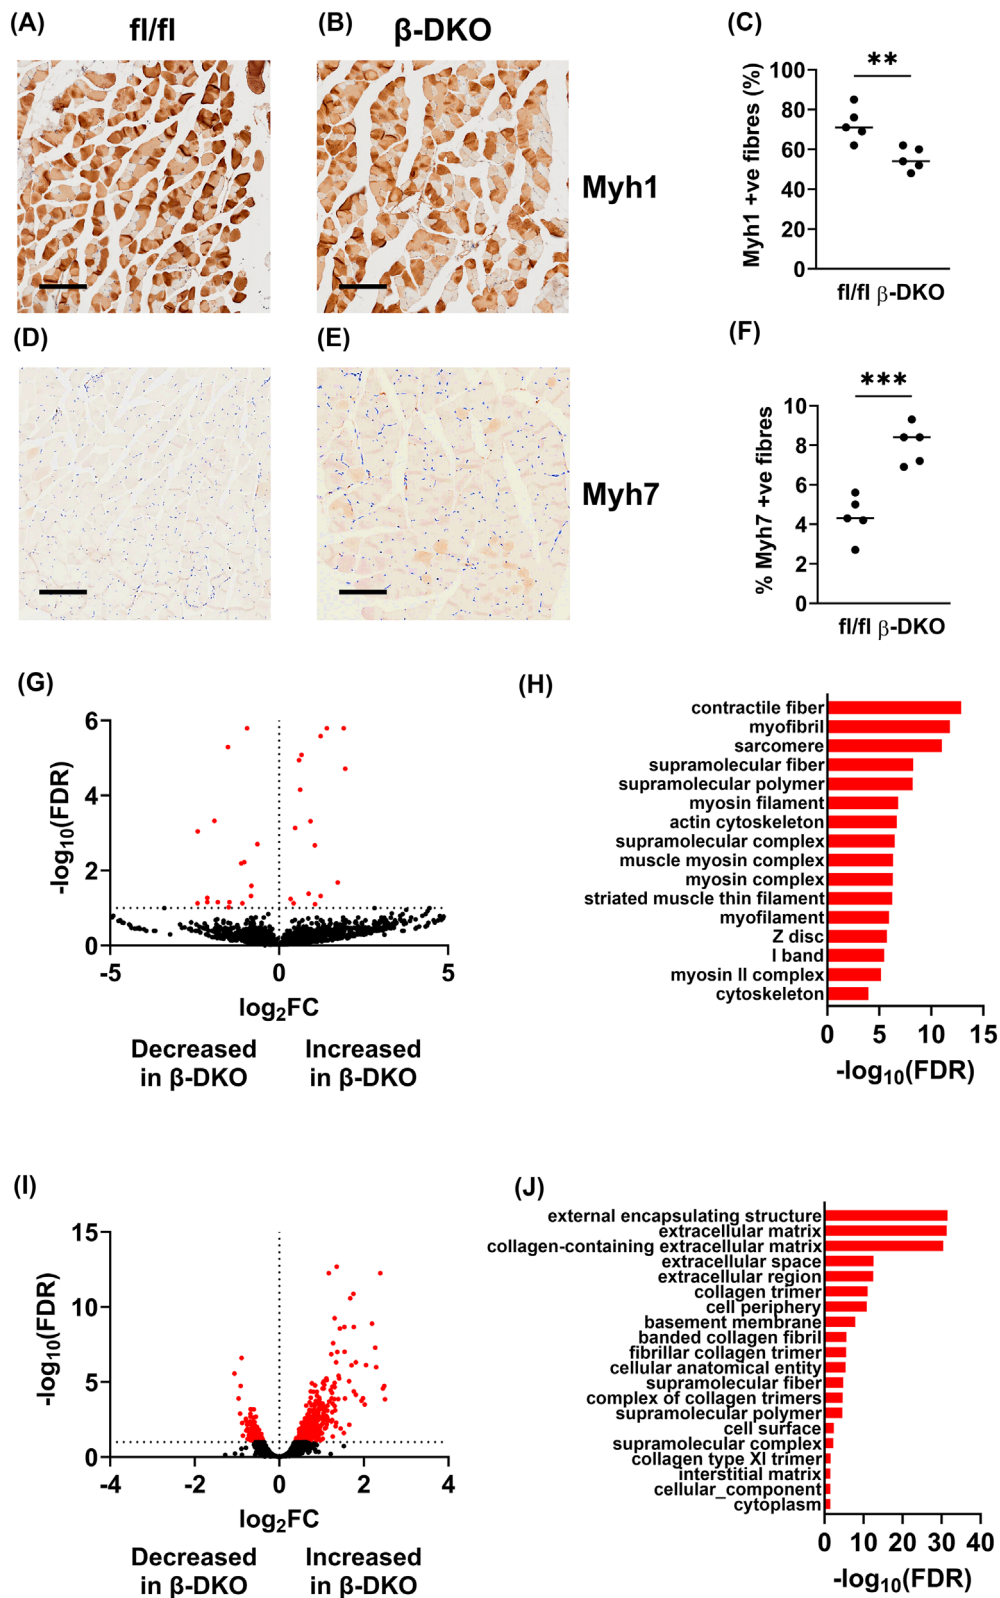 (A)
fl/fl
(B)
β-DKO
(C)
**
Myh1 +ve fibres (%)
100
80
60
40
20
0
fl/fl β-DKO
Myh1
(D)
(E)
(F)
***
% Myh7 +ve fibres
10
8
6
4
2
0
fl/fl β-DKO
Myh7
(G)
-log10(FDR)
6
4
2
0
-5 0 5
log2FC
Decreased
in β-DKO
Increased
in β-DKO
(H)
contractile fiber
myofibril
sarcomere
supramolecular fiber
supramolecular polymer
myosin filament
actin cytoskeleton
supramolecular complex
muscle myosin complex
myosin complex
striated muscle thin filament
myofilament
Z disc
I band
myosin II complex
cytoskeleton
0 5 10 15
-log10(FDR)
(I)
-log10(FDR)
15
10
5
0
-4 -2 0 2 4
log2FC
Decreased
in β-DKO
Increased
in β-DKO
(J)
external encapsulating structure
extracellular matrix
collagen-containing extracellular matrix
extracellular space
extracellular region
collagen trimer
cell periphery
basement membrane
banded collagen fibril
fibrillar collagen trimer
cellular anatomical entity
supramolecular fiber
complex of collagen trimers
supramolecular polymer
cell surface
supramolecular complex
collagen type XI trimer
interstitial matrix
cellular_component
cytoplasm
0 10 20 30 40
-log10(FDR)